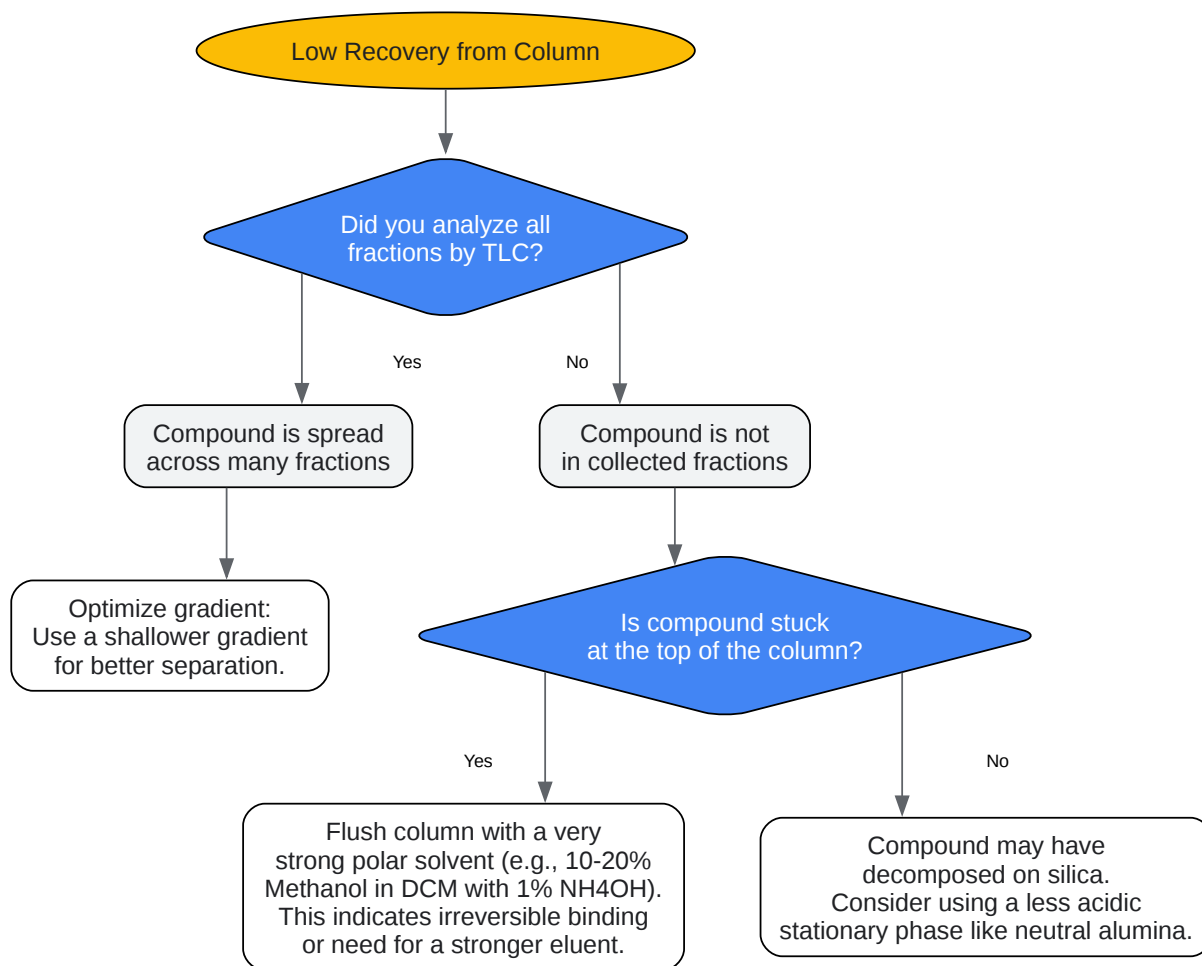 Low Recovery from Column
Did you analyze all
fractions by TLC?
Yes
No
Compound is spread
across many fractions
Compound is not
in collected fractions
Optimize gradient:
Use a shallower gradient
for better separation.
Is compound stuck
at the top of the column?
Yes
No
Flush column with a very
strong polar solvent (e.g., 10-20%
Methanol in DCM with 1% NH4OH).
This indicates irreversible binding
or need for a stronger eluent.
Compound may have
decomposed on silica.
Consider using a less acidic
stationary phase like neutral alumina.